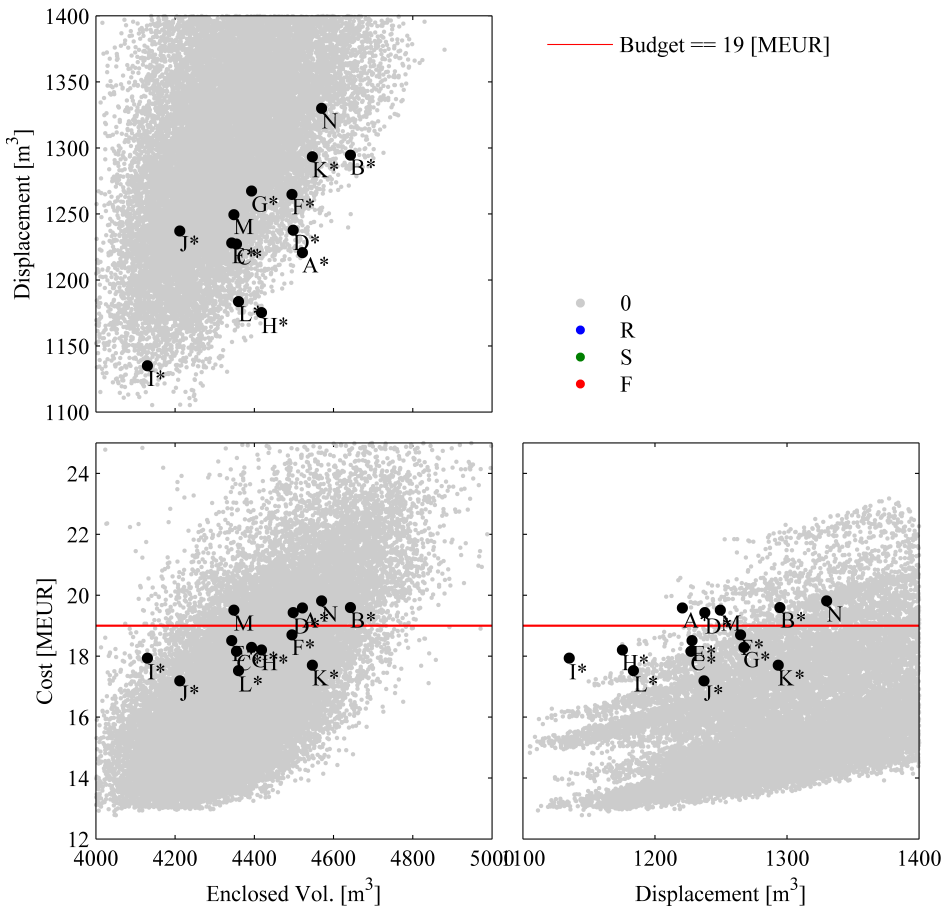 1400
1350
1300
1250
1200
1150
1100
Displacement [m³]
N
K*
B*
G*
F*
M
J*
D*
E*
C*
A*
L*
H*
I*
Budget == 19 [MEUR]
0
R
S
F
24
22
20
18
16
14
12
Cost [MEUR]
M
A*
N
B*
D*
F*
E*
C*
G*
H*
I*
L*
K*
J*
4000
4200
4400
4600
4800
5000
Enclosed Vol. [m³]
A*
D*
M
B*
N
F*
E*
H*
C*
G*
I*
L*
K*
J*
1100
1200
1300
1400
Displacement [m³]